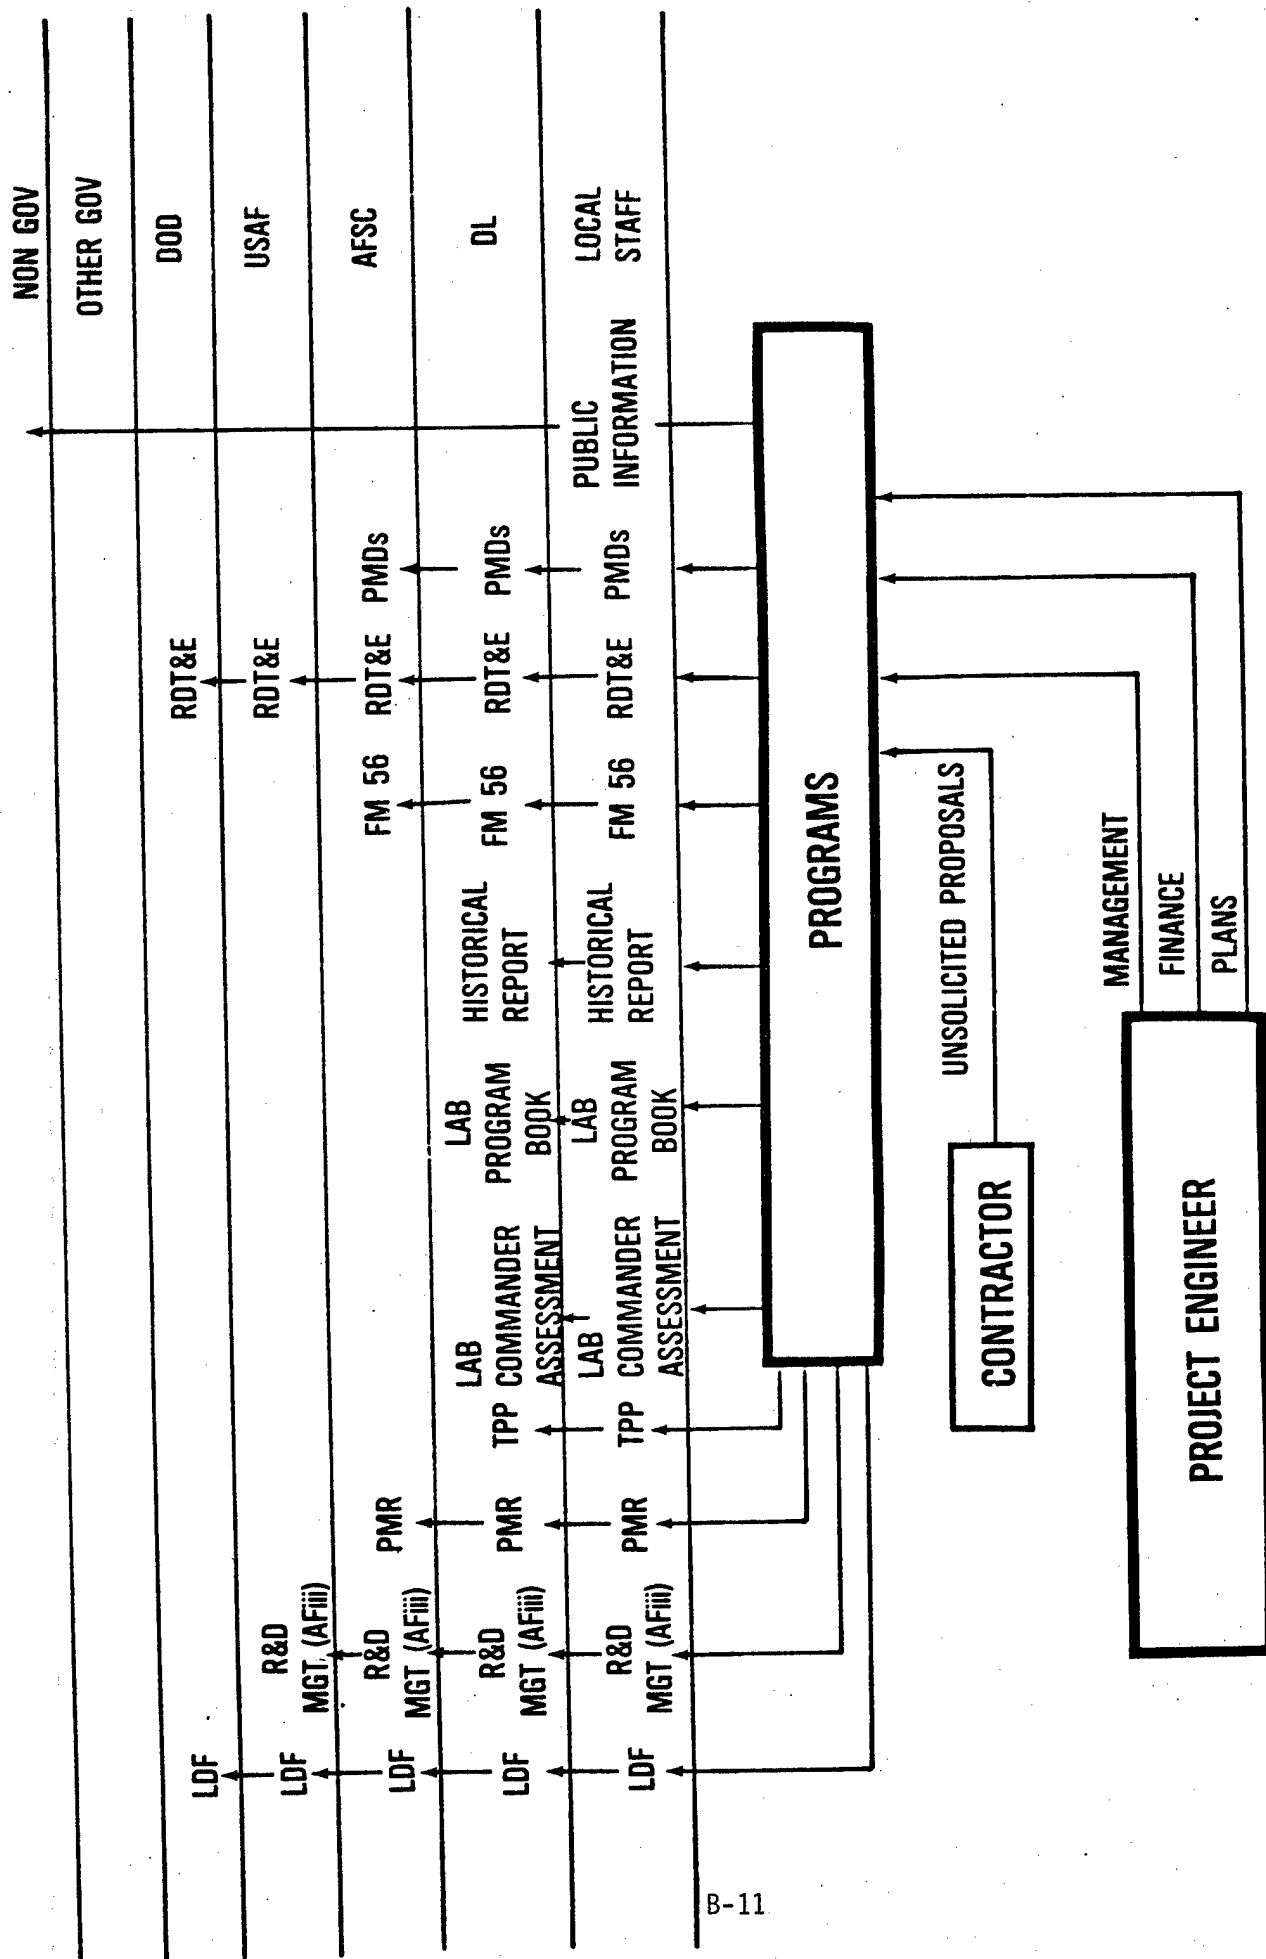 NON GOV
OTHER GOV
RDT&E
LDF
DOD
RDT&E
R&D
MGT (AFiii)
LDF
USAF
PMDs
RDT&E
FM 56
PMR
R&D
MGT (AFiii)
LDF
AFSC
PMDs
RDT&E
FM 56
HISTORICAL
REPORT
LAB
PROGRAM
BOOK
LAB
COMMANDER
ASSESSMENT
TPP
PMR
R&D
MGT (AFiii)
LDF
DL
PUBLIC
INFORMATION
PMDs
RDT&E
FM 56
HISTORICAL
REPORT
LAB
PROGRAM
BOOK
LAB
COMMANDER
ASSESSMENT
TPP
PMR
R&D
MGT (AFiii)
LDF
LOCAL
STAFF
PROGRAMS
UNSOLICITED PROPOSALS
CONTRACTOR
MANAGEMENT
FINANCE
PLANS
PROJECT ENGINEER
B-11